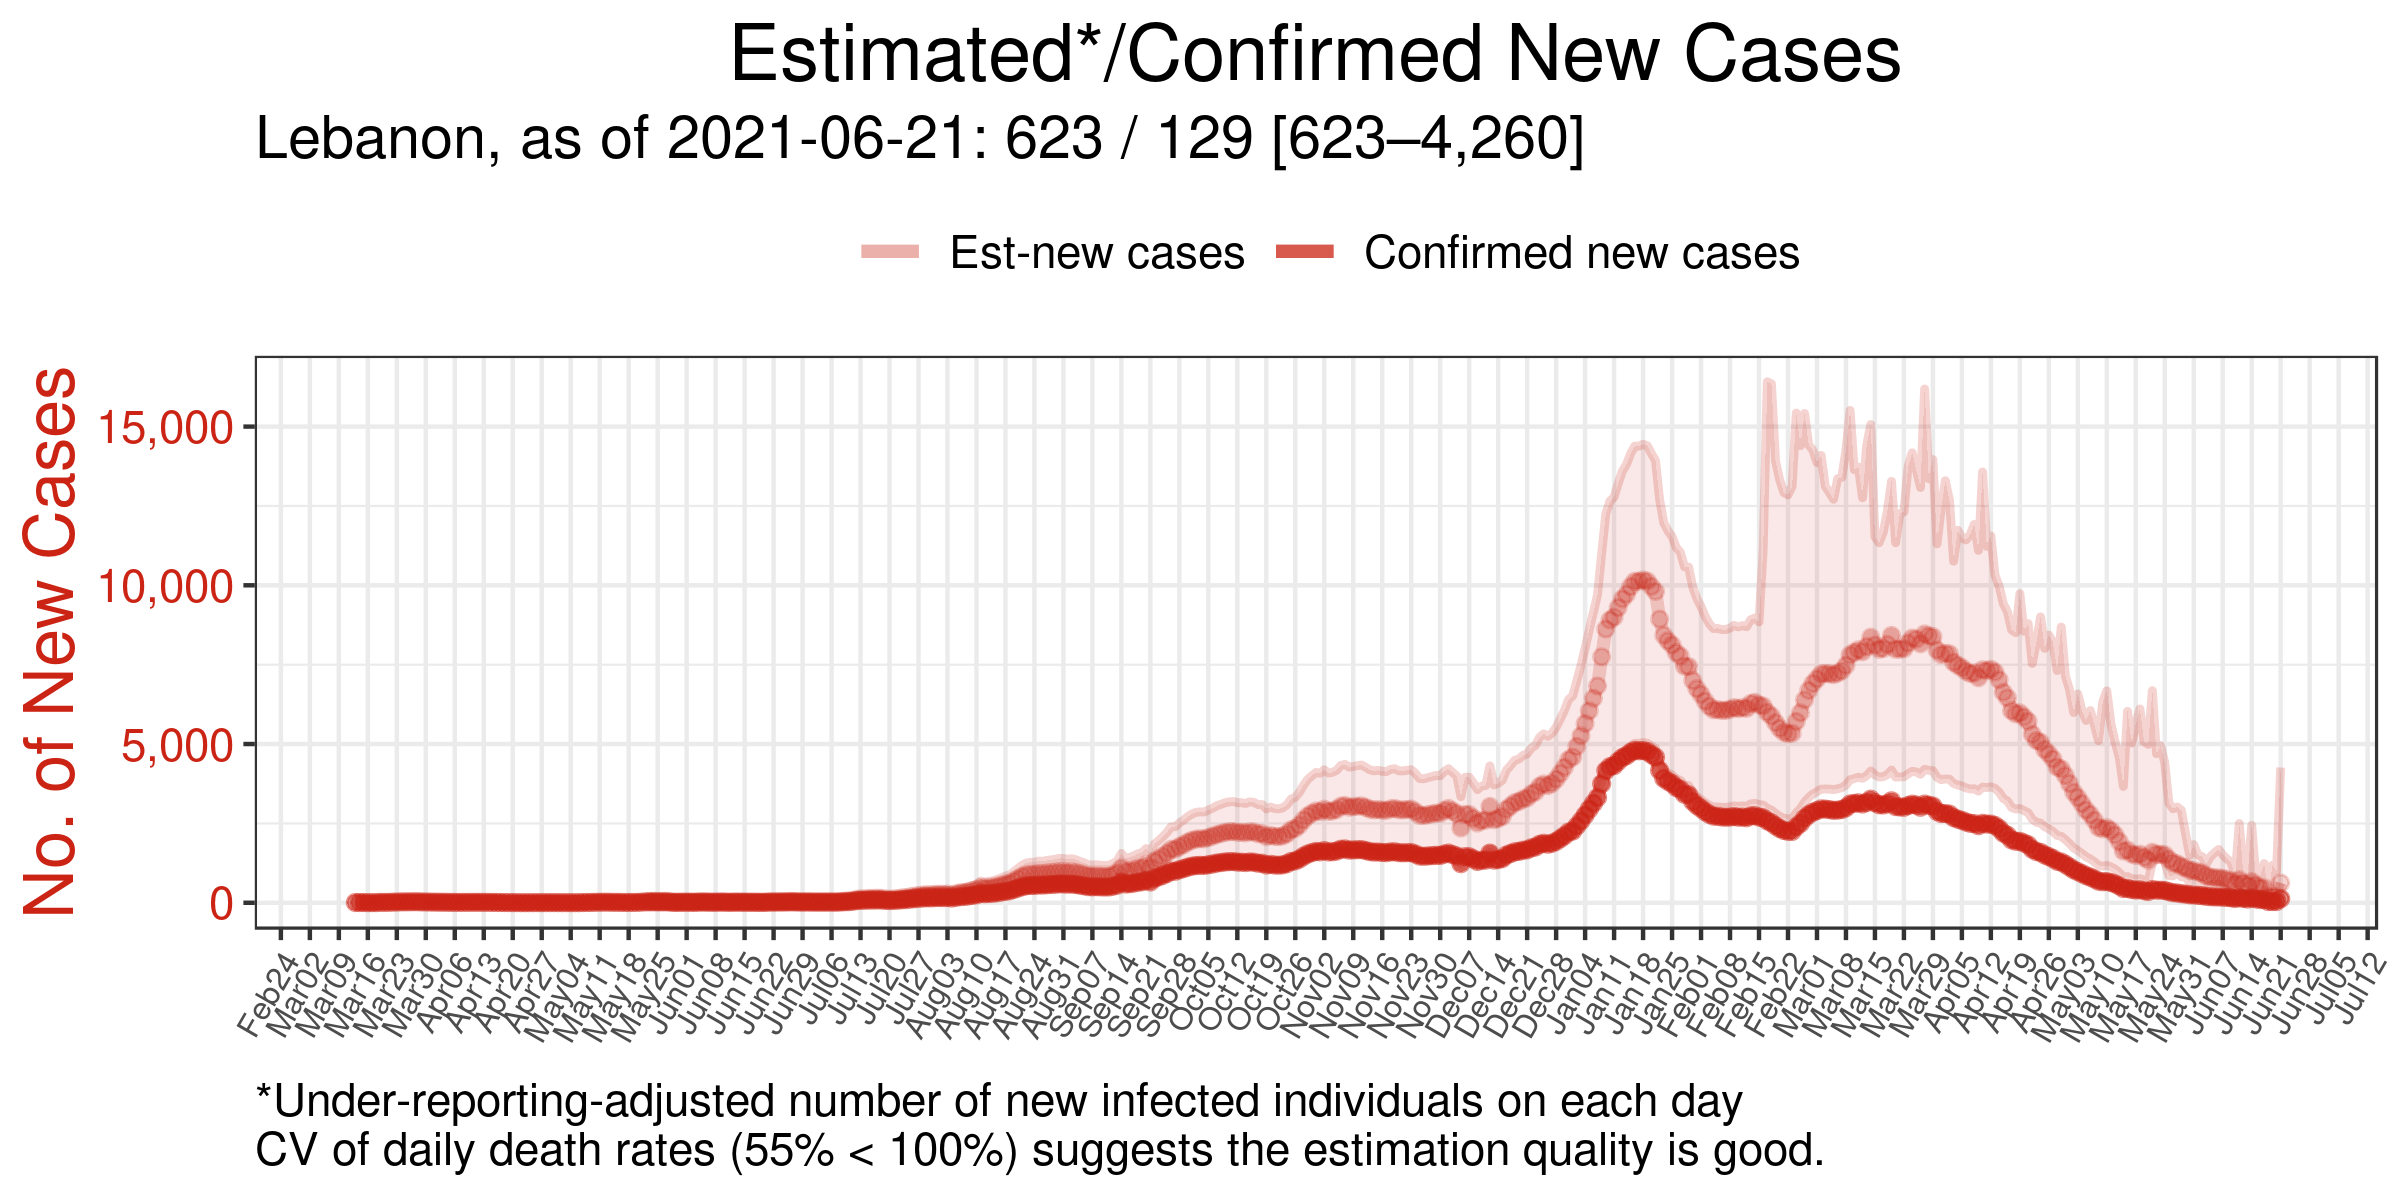 Estimated*/Confirmed New Cases
Lebanon, as of 2021-06-21: 623 / 129 [623–4,260]
Est-new cases
Confirmed new cases
No. of New Cases
15,000
10,000
5,000
0
Feb24
Mar02
Mar09
Mar16
Mar23
Mar30
Apr06
Apr13
Apr20
Apr27
May04
May11
May18
May25
Jun01
Jun08
Jun15
Jun22
Jun29
Jul06
Jul13
Jul20
Jul27
Aug03
Aug10
Aug17
Aug24
Aug31
Sep07
Sep14
Sep21
Sep28
Oct05
Oct12
Oct19
Oct26
Nov02
Nov09
Nov16
Nov23
Nov30
Dec07
Dec14
Dec21
Dec28
Jan04
Jan11
Jan18
Jan25
Feb01
Feb08
Feb15
Feb22
Mar01
Mar08
Mar15
Mar22
Mar29
Apr05
Apr12
Apr19
Apr26
May03
May10
May17
May24
May31
Jun07
Jun14
Jun21
Jun28
Jul05
Jul12
*Under-reporting-adjusted number of new infected individuals on each day
CV of daily death rates (55% < 100%) suggests the estimation quality is good.